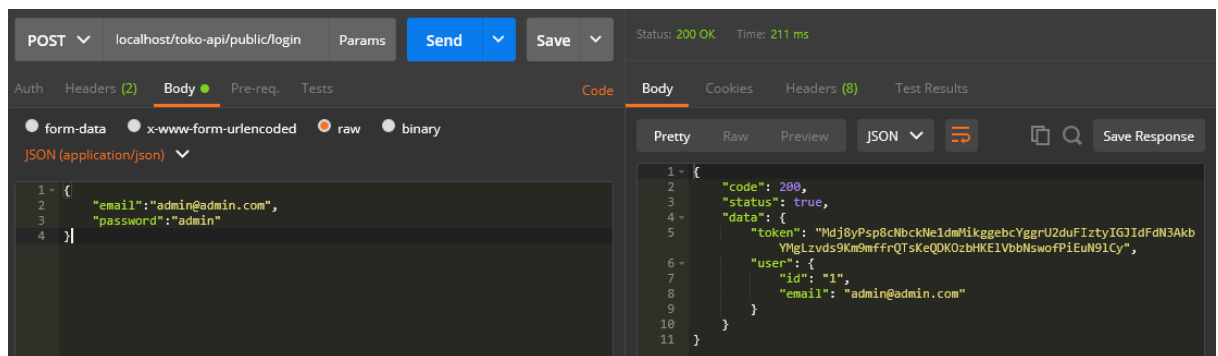 POST localhost/toko-api/public/login Params Send Save
Auth Headers (2) Body Pre-req. Tests Code
form-data x-www-form-urlencoded raw binary
JSON (application/json)
1 {
2 "email":"admin@admin.com",
3 "password":"admin"
4 }
Status: 200 OK Time: 211 ms
Body Cookies Headers (8) Test Results
Pretty Raw Preview JSON Save Response
1 {
2 "code": 200,
3 "status": true,
4 "data": {
5 "token": "Mdj8yPsp8cNbckNe1dmMikggebcYggrU2duFIztyIGJIdFdN3Akb
YMgLzvds9Km9mffrQTsKeQDKOzbHKElVbbNswofPiEuN9lCy",
6 "user": {
7 "id": "1",
8 "email": "admin@admin.com"
9 }
10 }
11 }